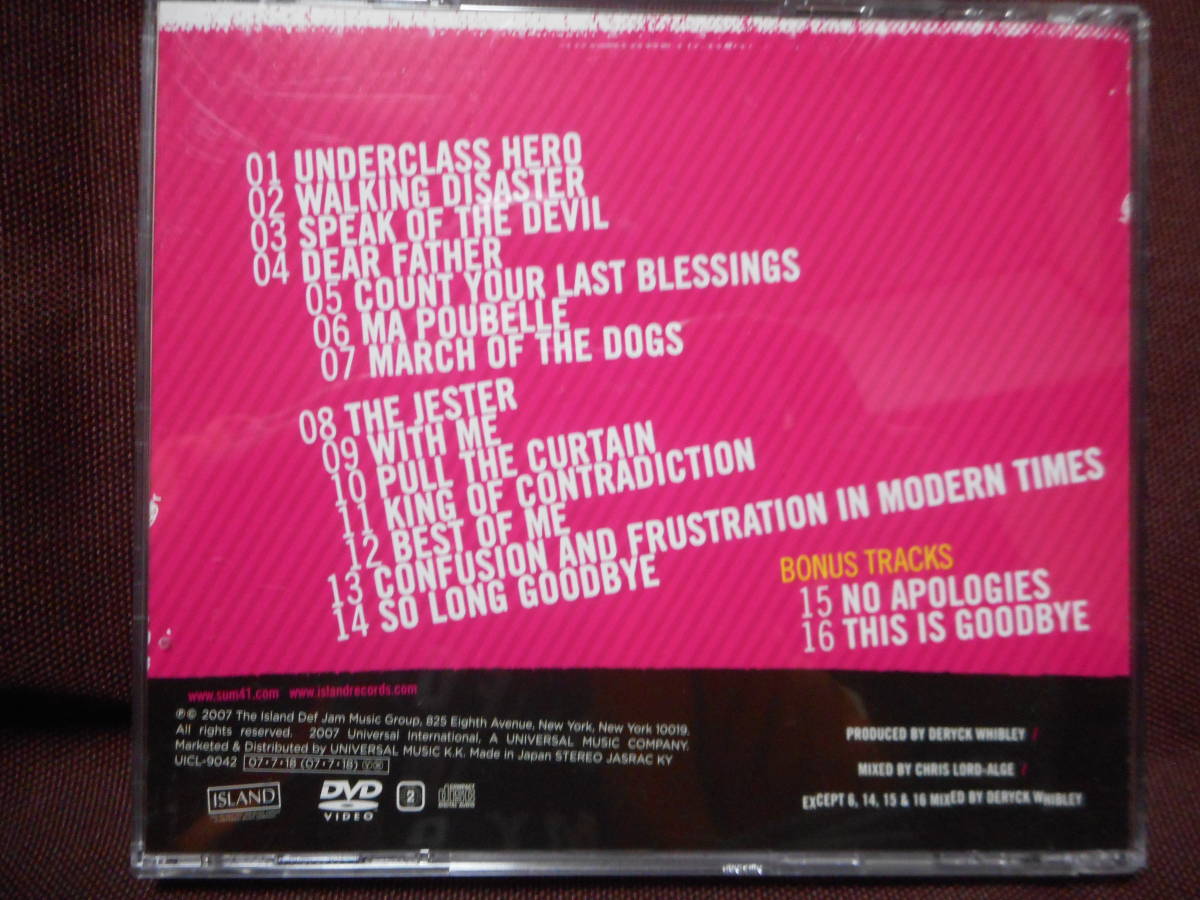 01 UNDERCLASS HERO
02 WALKING DISASTER
03 SPEAK OF THE DEVIL
04 DEAR FATHER
05 COUNT YOUR LAST BLESSINGS
06 MA POUBELLE
07 MARCH OF THE DOGS
08 THE JESTER
09 WITH ME
10 PULL THE CURTAIN
11 KING OF CONTRADICTION
12 BEST OF ME
13 CONFUSION AND FRUSTRATION IN MODERN TIMES
14 SO LONG GOODBYE
BONUS TRACKS
15 NO APOLOGIES
16 THIS IS GOODBYE
www.sum41.com www.islandrecords.com
℗© 2007 The Island Def Jam Music Group, 825 Eighth Avenue, New York, New York 10019.
All rights reserved. 2007 Universal International, A UNIVERSAL MUSIC COMPANY.
Marketed & Distributed by UNIVERSAL MUSIC K.K. Made in Japan STEREO JASRAC KY
UICL-9042 07·7·18 (07·7·18)
PRODUCED BY DERYCK WHIBLEY /
MIXED BY CHRIS LORD-ALGE /
EXCEPT 6, 14, 15 & 16 MIXED BY DERYCK WHIBLEY
ISLAND
DVD
VIDEO
2
COMPACT
disc
DIGITAL AUDIO